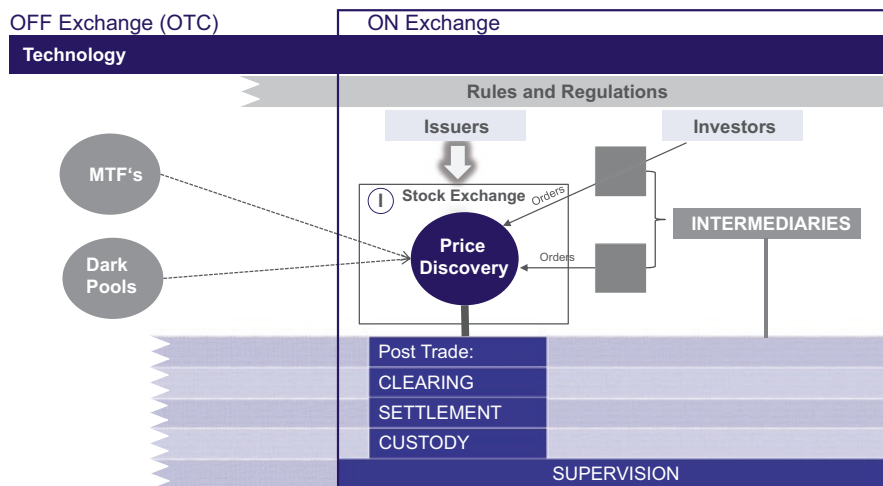 OFF Exchange (OTC)
ON Exchange
Technology
Rules and Regulations
Issuers
Investors
MTF‘s
I
Stock Exchange
Orders
Price
Discovery
INTERMEDIARIES
Dark
Pools
Orders
Post Trade:
CLEARING
SETTLEMENT
CUSTODY
SUPERVISION